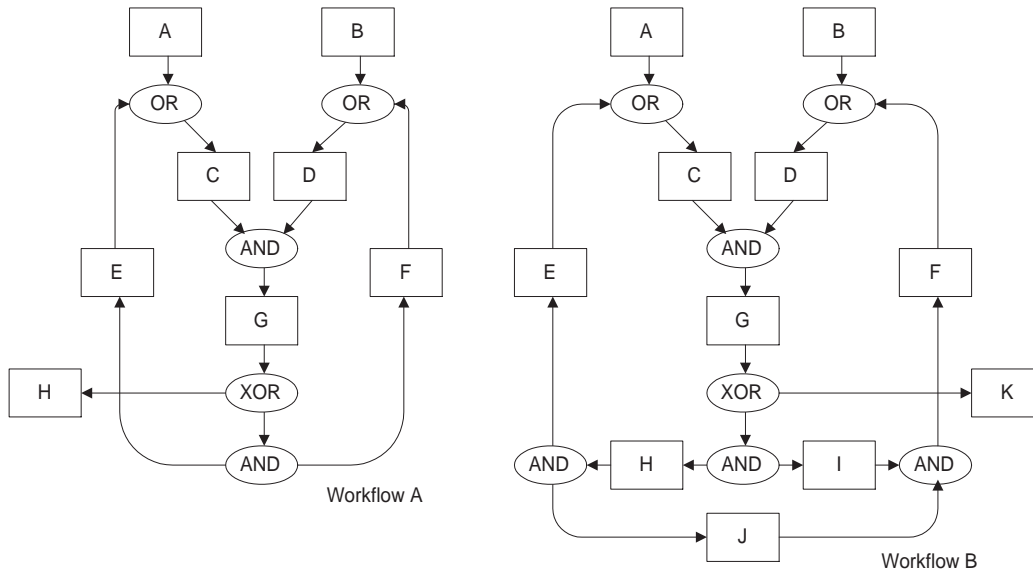 A B A B
OR OR OR OR
C D C D
AND AND
E F E F
G G
H XOR XOR K
AND AND H AND I AND
Workflow A
J
Workflow B